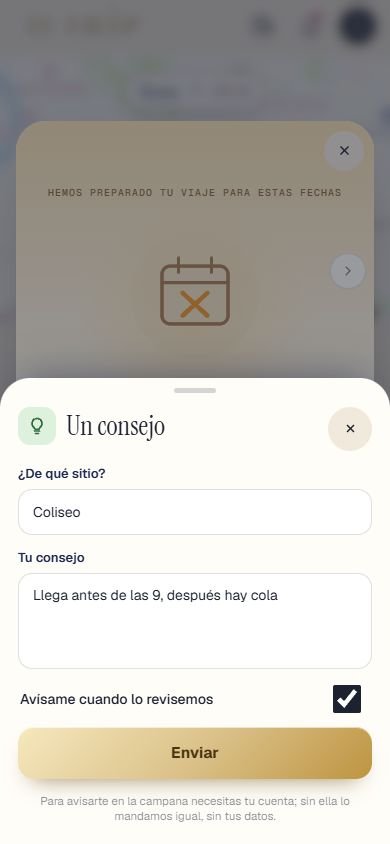 HEMOS PREPARADO TU VIAJE PARA ESTAS FECHAS
Un consejo
¿De qué sitio?
Coliseo
Tu consejo
Llega antes de las 9, después hay cola
Avísame cuando lo revisemos
Enviar
Para avisarte en la campana necesitas tu cuenta; sin ella lo
mandamos igual, sin tus datos.